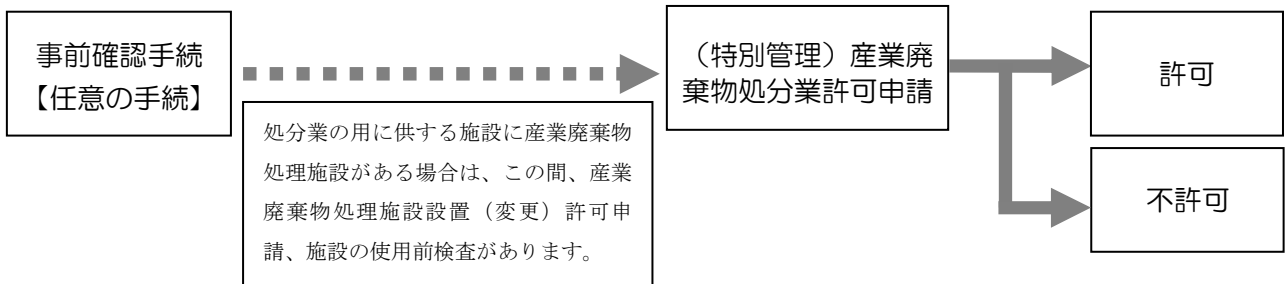 事前確認手続
【任意の手続】
処分業の用に供する施設に産業廃棄物
処理施設がある場合は、この間、産業
廃棄物処理施設設置（変更）許可申
請、施設の使用前検査があります。
（特別管理）産業廃
棄物処分業許可申請
許可
不許可